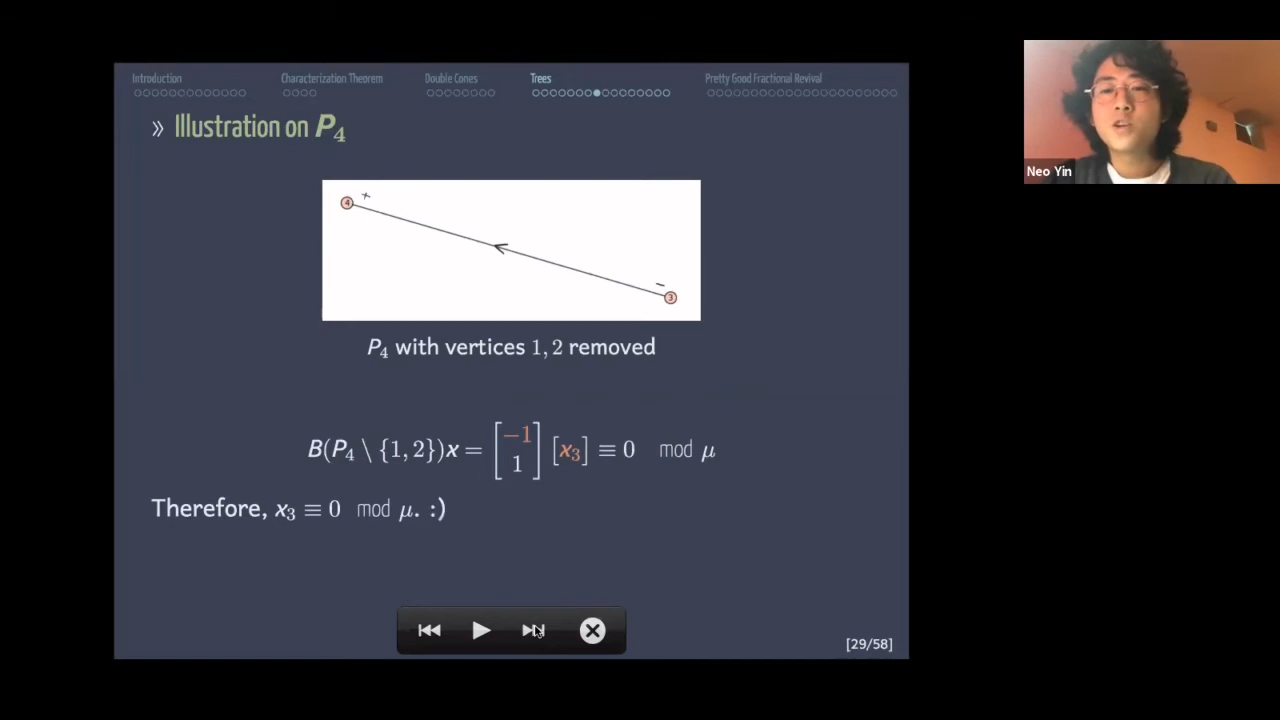 Introduction Characterization Theorem Double Cones Trees Pretty Good Fractional Revival
» Illustration on P₄
4 +
− 3
P₄ with vertices 1, 2 removed
B(P₄ \ {1, 2})x = [−1 1] [x₃] ≡ 0 mod μ
Therefore, x₃ ≡ 0 mod μ. :)
[29/58]
Neo Yin